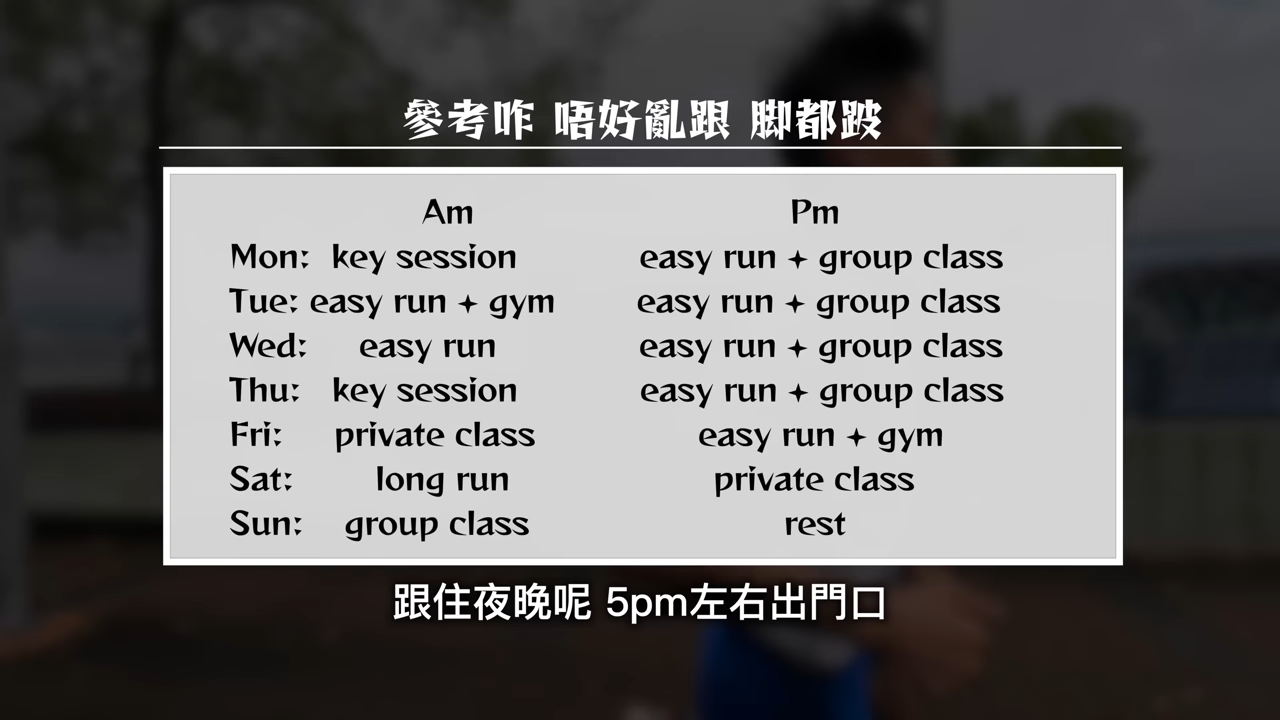 參考咋 唔好亂跟 脚都跛
Am Pm
Mon: key session easy run + group class
Tue: easy run + gym easy run + group class
Wed: easy run easy run + group class
Thu: key session easy run + group class
Fri: private class easy run + gym
Sat: long run private class
Sun: group class rest
跟住夜晚呢 5pm左右出門口